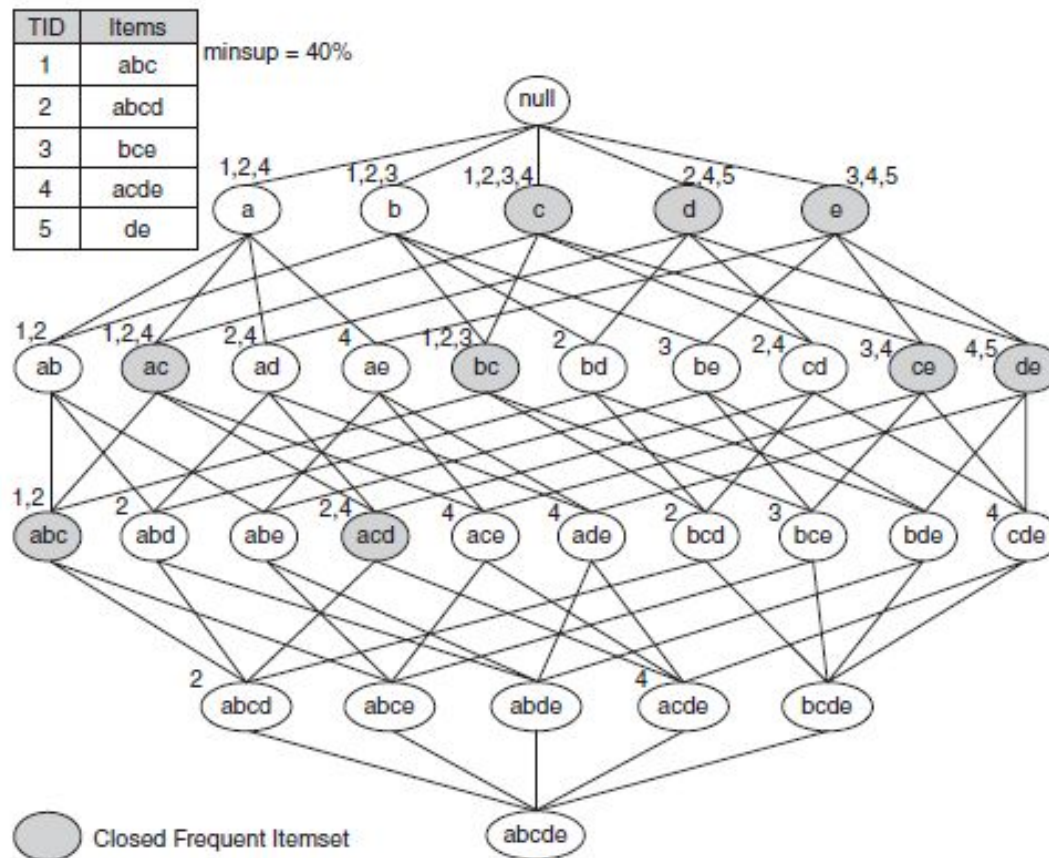 TID Items
1 abc
2 abcd
3 bce
4 acde
5 de
minsup = 40%
null
1,2,4 1,2,3 1,2,3,4 2,4,5 3,4,5
a b c d e
1,2 1,2,4 2,4 4 1,2,3 2 3 2,4 3,4 4,5
ab ac ad ae bc bd be cd ce de
1,2 2 2,4 4 4 2 3 4
abc abd abe acd ace ade bcd bce bde cde
2 4
abcd abce abde acde bcde
abcde
Closed Frequent Itemset